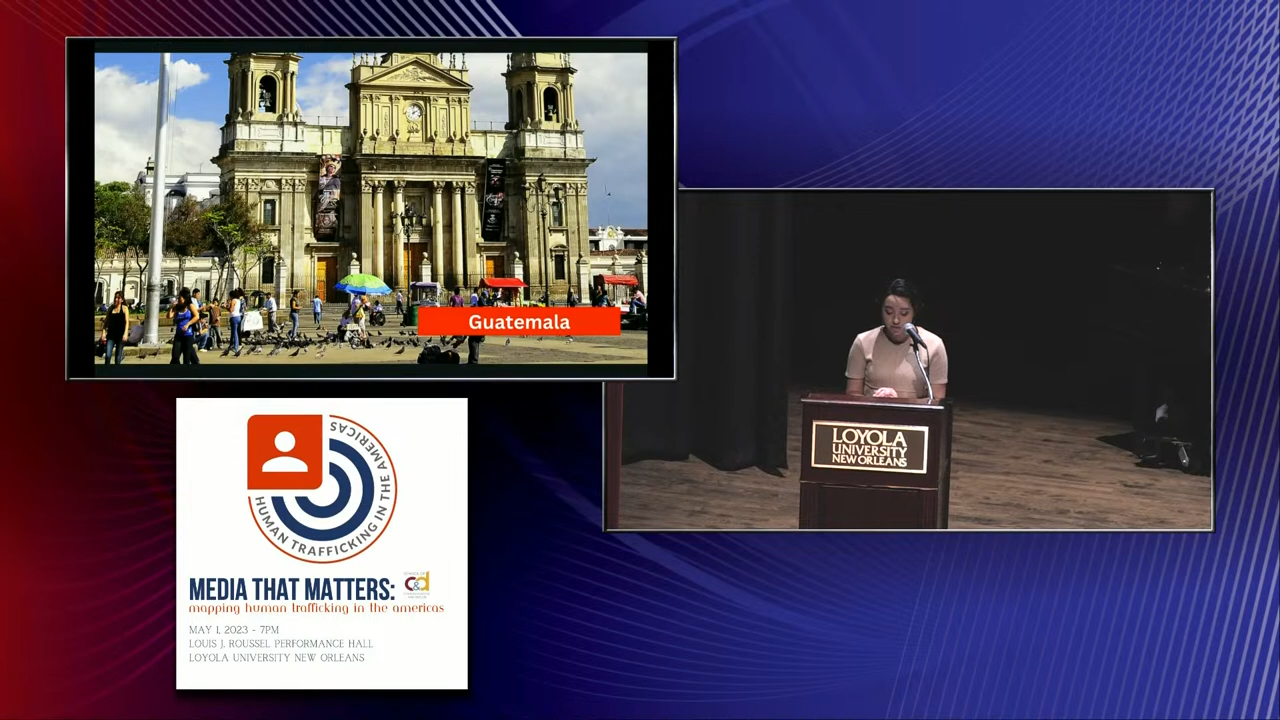 Guatemala
LOYOLA
UNIVERSITY
NEW ORLEANS
HUMAN TRAFFICKING IN THE AMERICAS
MEDIA THAT MATTERS:
c&d
mapping human trafficking in the americas
MAY 1, 2023 - 7PM
LOUIS J. ROUSSEL PERFORMANCE HALL
LOYOLA UNIVERSITY NEW ORLEANS